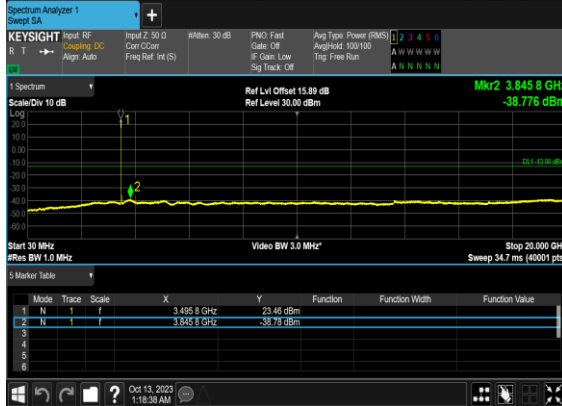 Spectrum Analyzer 1
Swept SA
+
KEYSIGHT Input: RF Input Z: 50 Ω #Atten: 30 dB PNO: Fast Avg Type: Power (RMS) 1 2 3 4 5 6
R T Coupling: DC Corr CCorr Gate: Off Avg|Hold: 100/100 A W W W W W
Align: Auto Freq Ref: Int (S) IF Gain: Low Trig: Free Run
Sig Track: Off A N N N N N
1 Spectrum
Ref Lvl Offset 15.89 dB Mkr2 3.845 8 GHz
Scale/Div 10 dB Ref Level 30.00 dBm -38.776 dBm
Log
20.0
10.0
0.00
-10.0
-20.0
-30.0
-40.0
-50.0
-60.0
1
2
DL1 -13.00 dBm
Start 30 MHz Video BW 3.0 MHz* Stop 20.000 GHz
#Res BW 1.0 MHz Sweep 34.7 ms (40001 pts)
5 Marker Table
Mode Trace Scale X Y Function Function Width Function Value
1 N 1 f 3.495 8 GHz 23.46 dBm
2 N 1 f 3.845 8 GHz -38.78 dBm
3
4
5
6
? Oct 13, 2023
1:18:38 AM